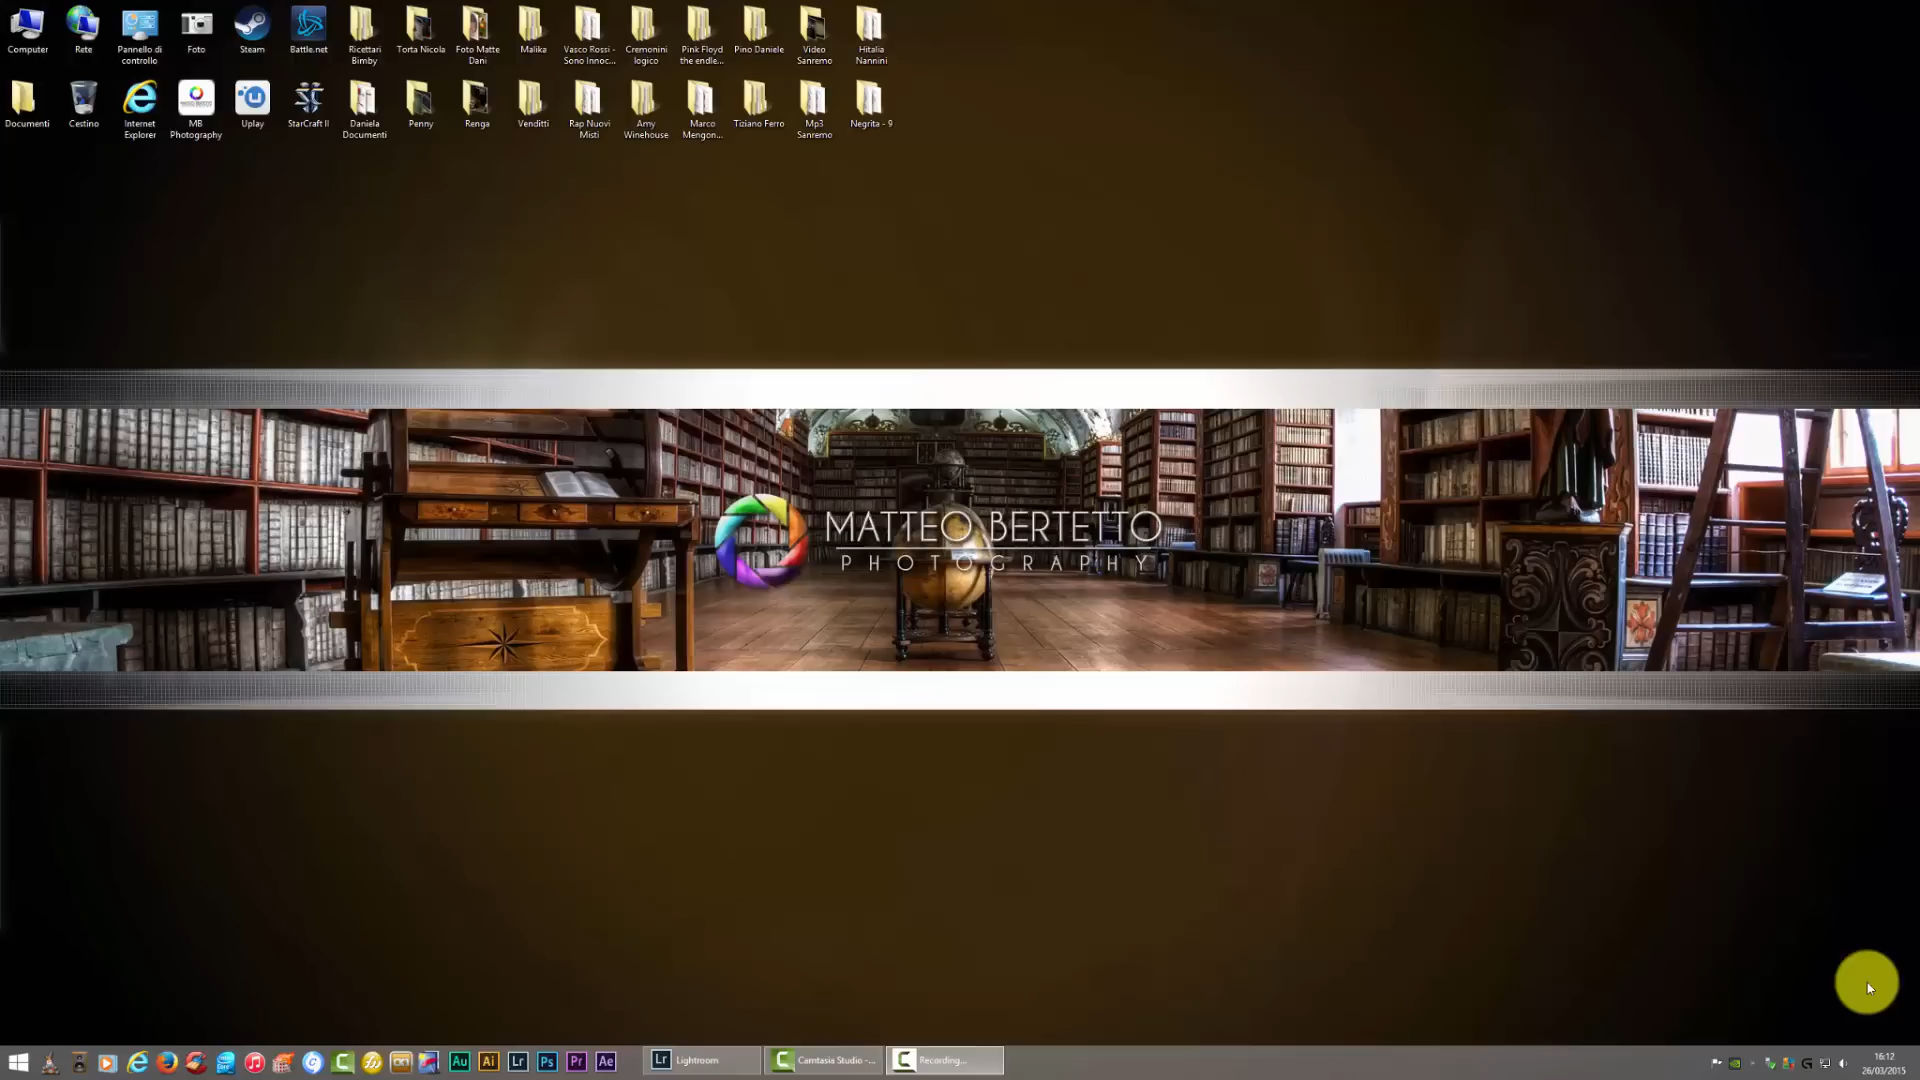 Computer
Rete
Pannello di
controllo
Foto
Steam
Battle.net
Ricettari
Bimby
Torta Nicola
Foto Matte
Dani
Malika
Vasco Rossi -
Sono Innoc...
Cremonini
logico
Pink Floyd
the endle...
Pino Daniele
Video
Sanremo
Hitalia
Nannini
Documenti
Cestino
Internet
Explorer
MB
Photography
Uplay
StarCraft II
Daniela
Documenti
Penny
Renga
Venditti
Rap Nuovi
Misti
Amy
Winehouse
Marco
Mengon...
Tiziano Ferro
Mp3
Sanremo
Negrita - 9
MATTEO BERTETTO
PHOTOGRAPHY
Au
Ai
Lr
Ps
Pr
Ae
Lr
Lightroom
Camtasia Studio -...
Recording...
16:12
26/03/2015